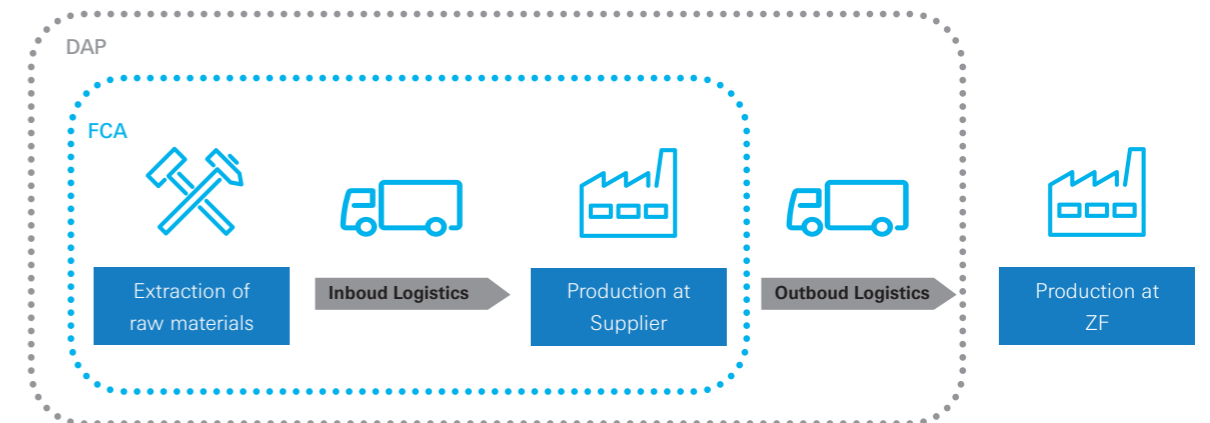 DAP
FCA
Extraction of
raw materials
Inboud Logistics
Production at
Supplier
Outboud Logistics
Production at
ZF